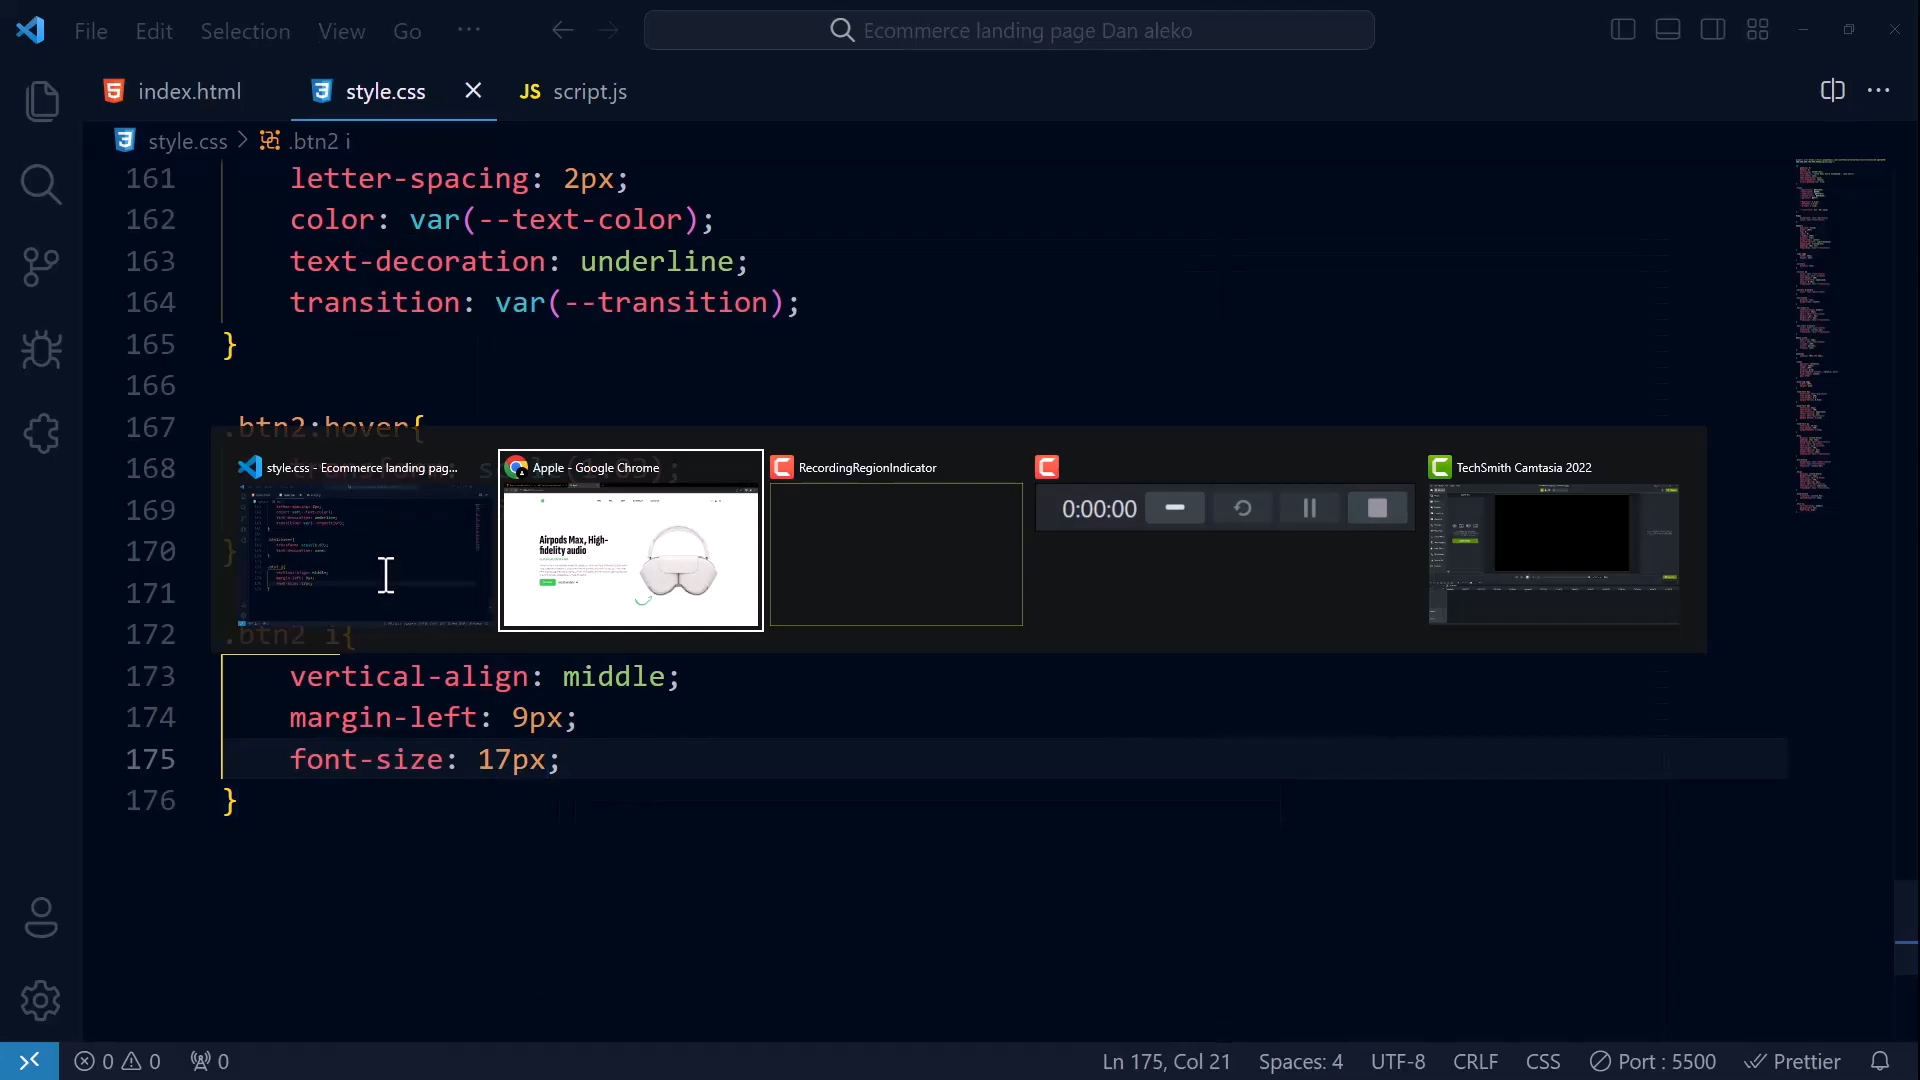 File Edit Selection View Go ···
Ecommerce landing page Dan aleko
index.html
style.css
JS script.js
style.css > .btn2 i
161 letter-spacing: 2px;
162 color: var(--text-color);
163 text-decoration: underline;
164 transition: var(--transition);
165 }
166
167 .btn2:hover{
168
169
170 }
171
172 .btn2 i{
173 vertical-align: middle;
174 margin-left: 9px;
175 font-size: 17px;
176 }
style.css - Ecommerce landing pag...
Apple - Google Chrome
Airpods Max, High-
fidelity audio
RecordingRegionIndicator
0:00:00
TechSmith Camtasia 2022
0 0 0
Ln 175, Col 21 Spaces: 4 UTF-8 CRLF CSS Port : 5500 Prettier